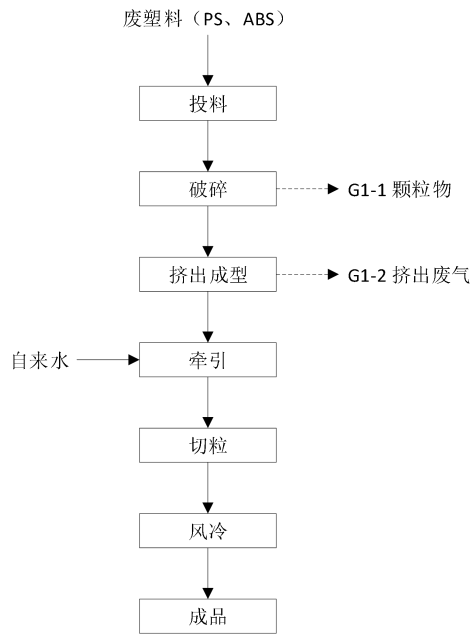 废塑料（PS、ABS）
投料
破碎
G1-1 颗粒物
挤出成型
G1-2 挤出废气
自来水
牵引
切粒
风冷
成品